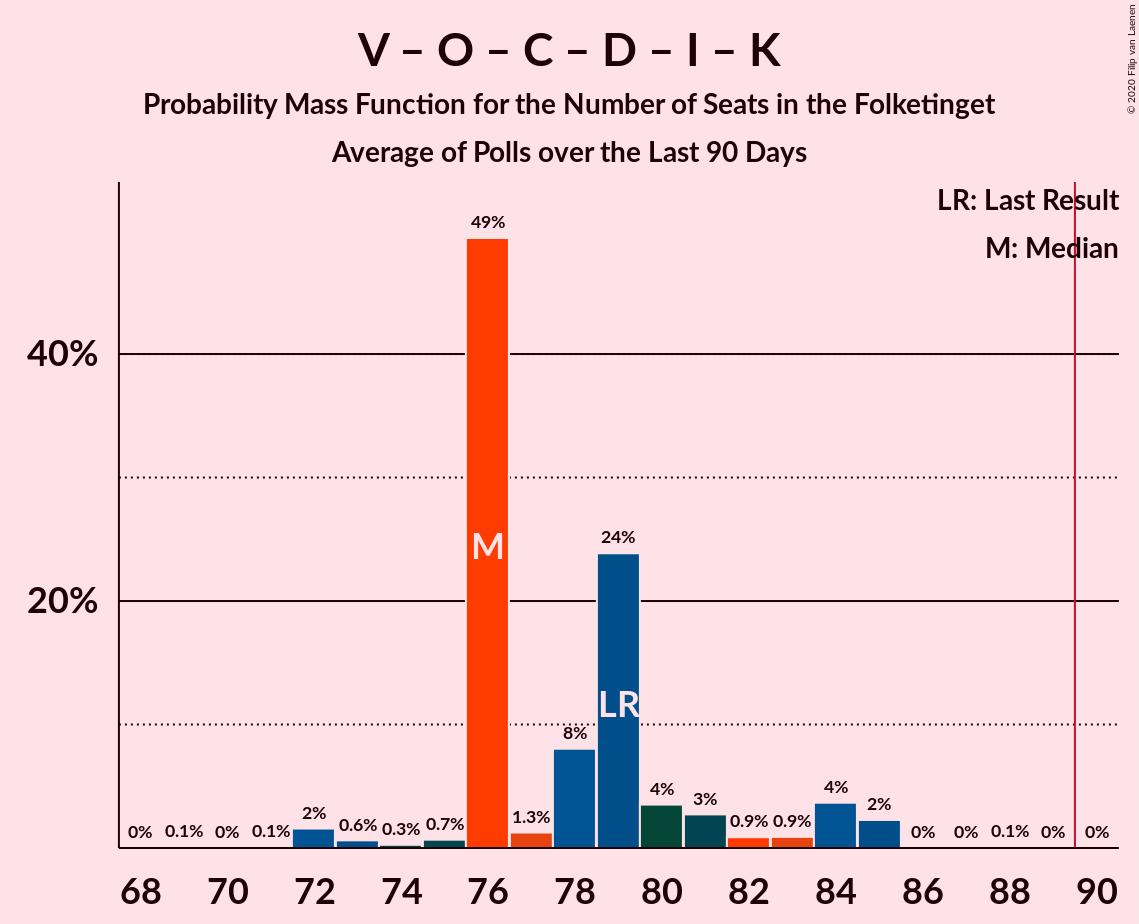 V – O – C – D – I – K
Probability Mass Function for the Number of Seats in the Folketinget
Average of Polls over the Last 90 Days
© 2020 Filip van Laenen
LR: Last Result
M: Median
40%
20%
0% 0.1% 0% 0.1% 2% 0.6% 0.3% 0.7% 49% 1.3% 8% 24% 4% 3% 0.9% 0.9% 4% 2% 0% 0% 0.1% 0% 0%
M
LR
68 70 72 74 76 78 80 82 84 86 88 90